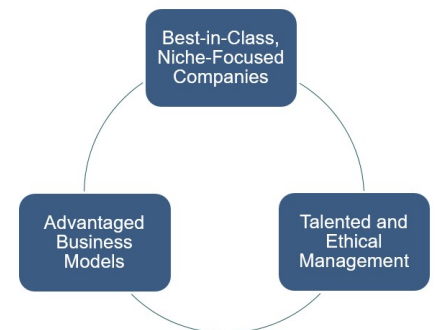 Best-in-Class,
Niche-Focused
Companies
Advantaged
Business
Models
Talented and
Ethical
Management